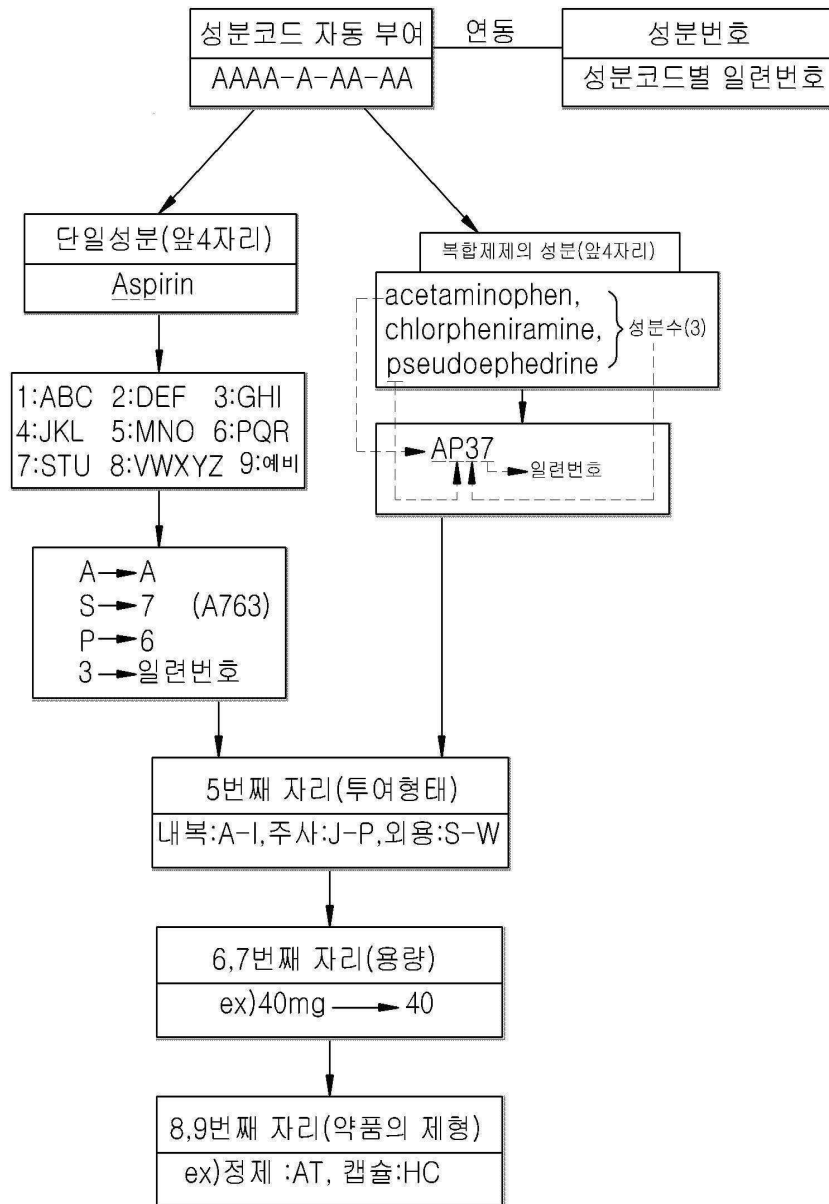 성분코드 자동 부여
AAAA-A-AA-AA
연동
성분번호
성분코드별 일련번호
단일성분(앞4자리)
Aspirin
복합제제의 성분(앞4자리)
acetaminophen,
chlorpheniramine,
pseudoephedrine
성분수(3)
1:ABC 2:DEF 3:GHI
4:JKL 5:MNO 6:PQR
7:STU 8:VWXYZ 9:예비
AP37
일련번호
A→A
S→7 (A763)
P→6
3→일련번호
5번째 자리(투여형태)
내복:A-I,주사:J-P,외용:S-W
6,7번째 자리(용량)
ex)40mg → 40
8,9번째 자리(약품의 제형)
ex)정제 :AT, 캡슐:HC